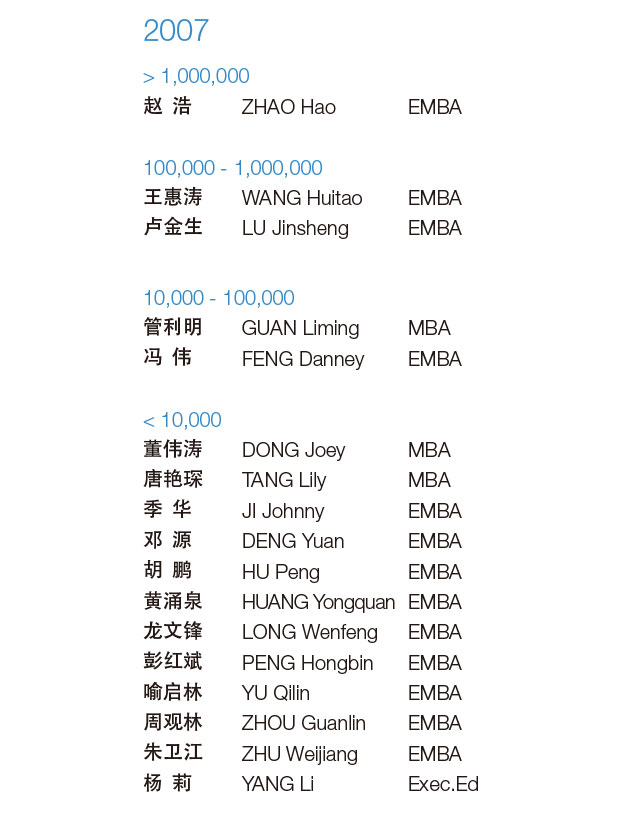 2007
> 1,000,000
赵 浩 ZHAO Hao EMBA
100,000 - 1,000,000
王惠涛 WANG Huitao EMBA
卢金生 LU Jinsheng EMBA
10,000 - 100,000
管利明 GUAN Liming MBA
冯 伟 FENG Danney EMBA
< 10,000
董伟涛 DONG Joey MBA
唐艳琛 TANG Lily MBA
季 华 JI Johnny EMBA
邓 源 DENG Yuan EMBA
胡 鹏 HU Peng EMBA
黄涌泉 HUANG Yongquan EMBA
龙文锋 LONG Wenfeng EMBA
彭红斌 PENG Hongbin EMBA
喻启林 YU Qilin EMBA
周观林 ZHOU Guanlin EMBA
朱卫江 ZHU Weijiang EMBA
杨 莉 YANG Li Exec.Ed